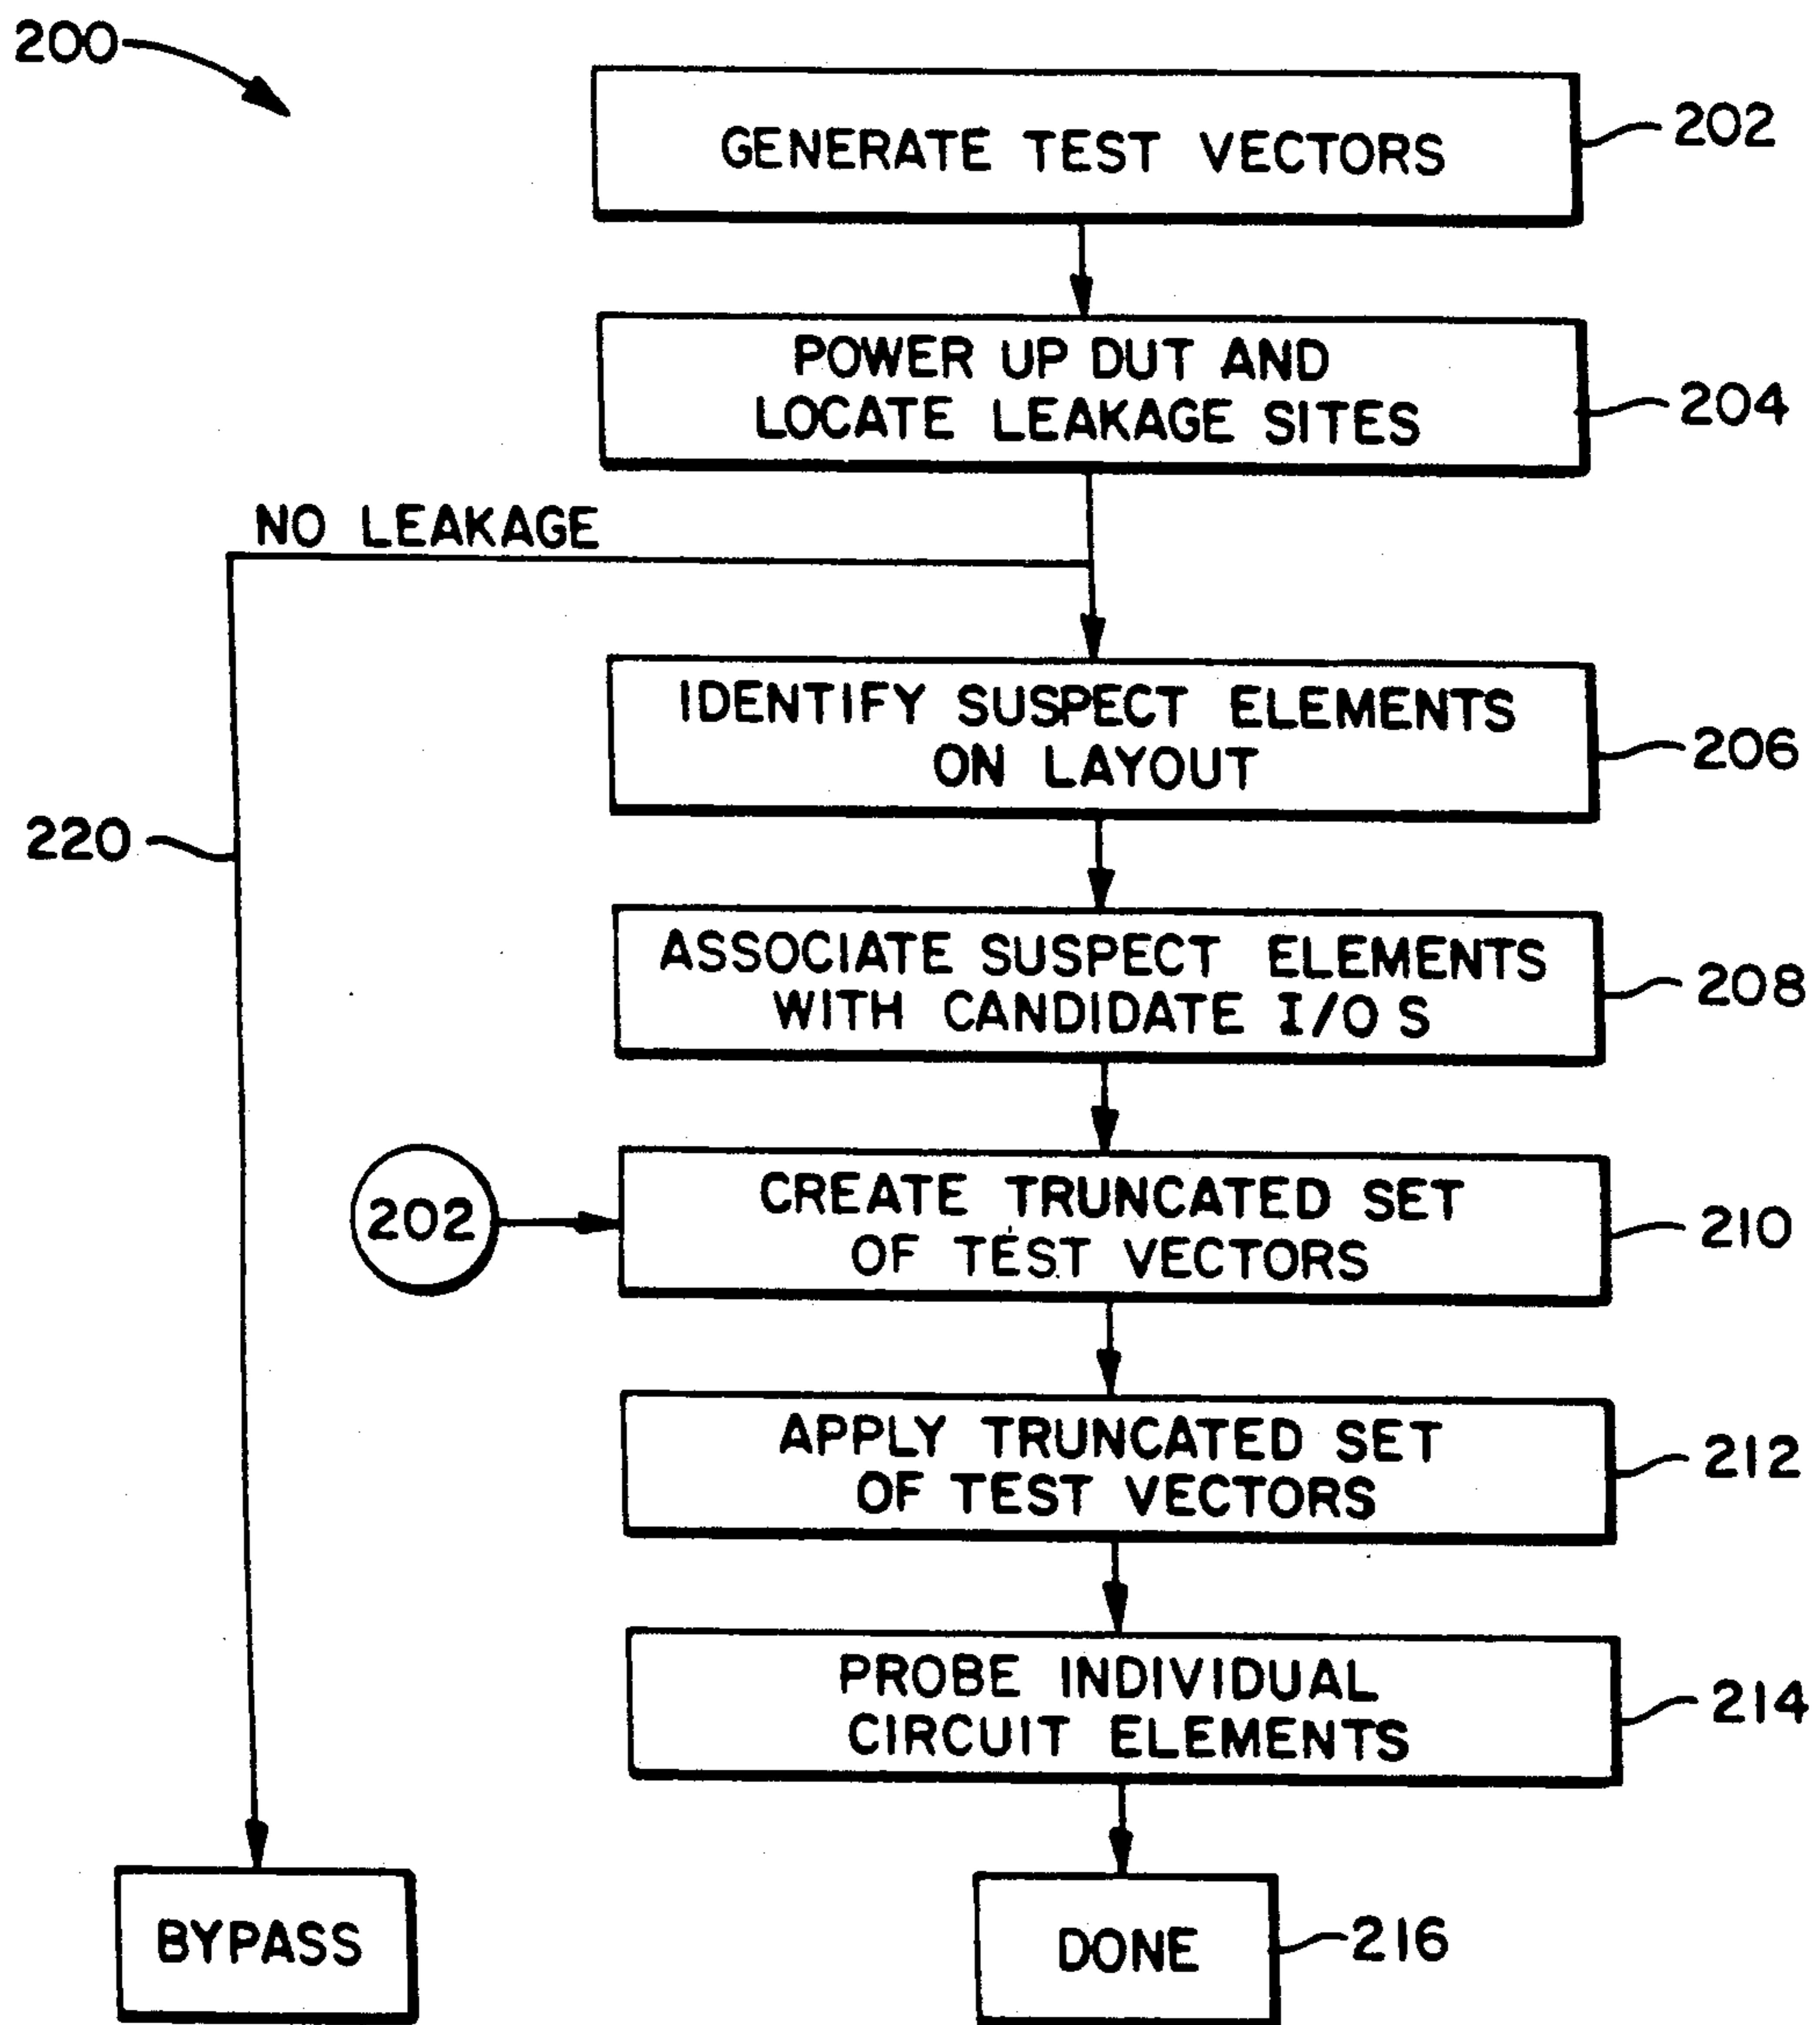 200
GENERATE TEST VECTORS
202
POWER UP DUT AND
LOCATE LEAKAGE SITES
204
NO LEAKAGE
IDENTIFY SUSPECT ELEMENTS
ON LAYOUT
206
220
ASSOCIATE SUSPECT ELEMENTS
WITH CANDIDATE I/O S
208
202
CREATE TRUNCATED SET
OF TEST VECTORS
210
APPLY TRUNCATED SET
OF TEST VECTORS
212
PROBE INDIVIDUAL
CIRCUIT ELEMENTS
214
BYPASS
DONE
216